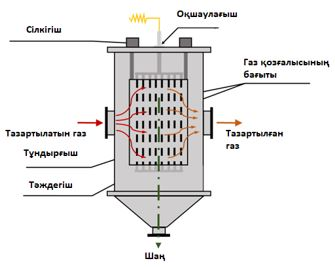 Сілкігіш
Оқшаулағыш
Газ қозғалысының
бағыты
Тазартылатын газ
Тазартылған
газ
Тұндырғыш
Тәждегіш
Шаң